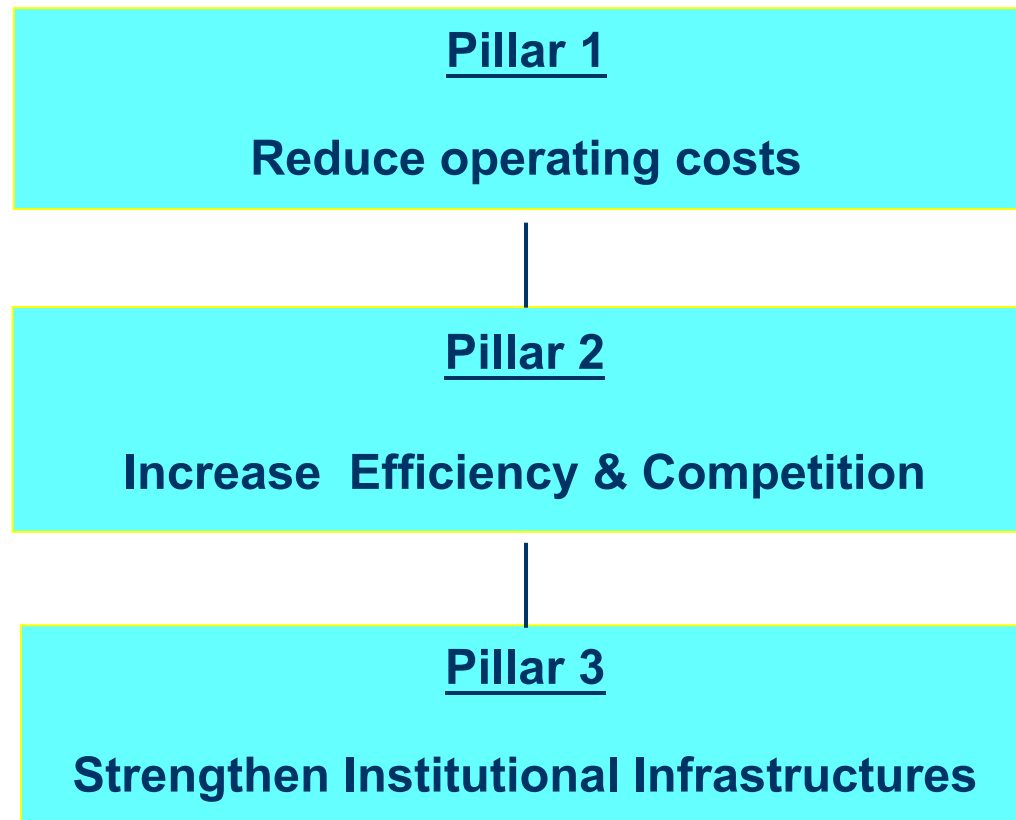 Pillar 1
Reduce operating costs
Pillar 2
Increase  Efficiency & Competition
Pillar 3
Strengthen Institutional Infrastructures